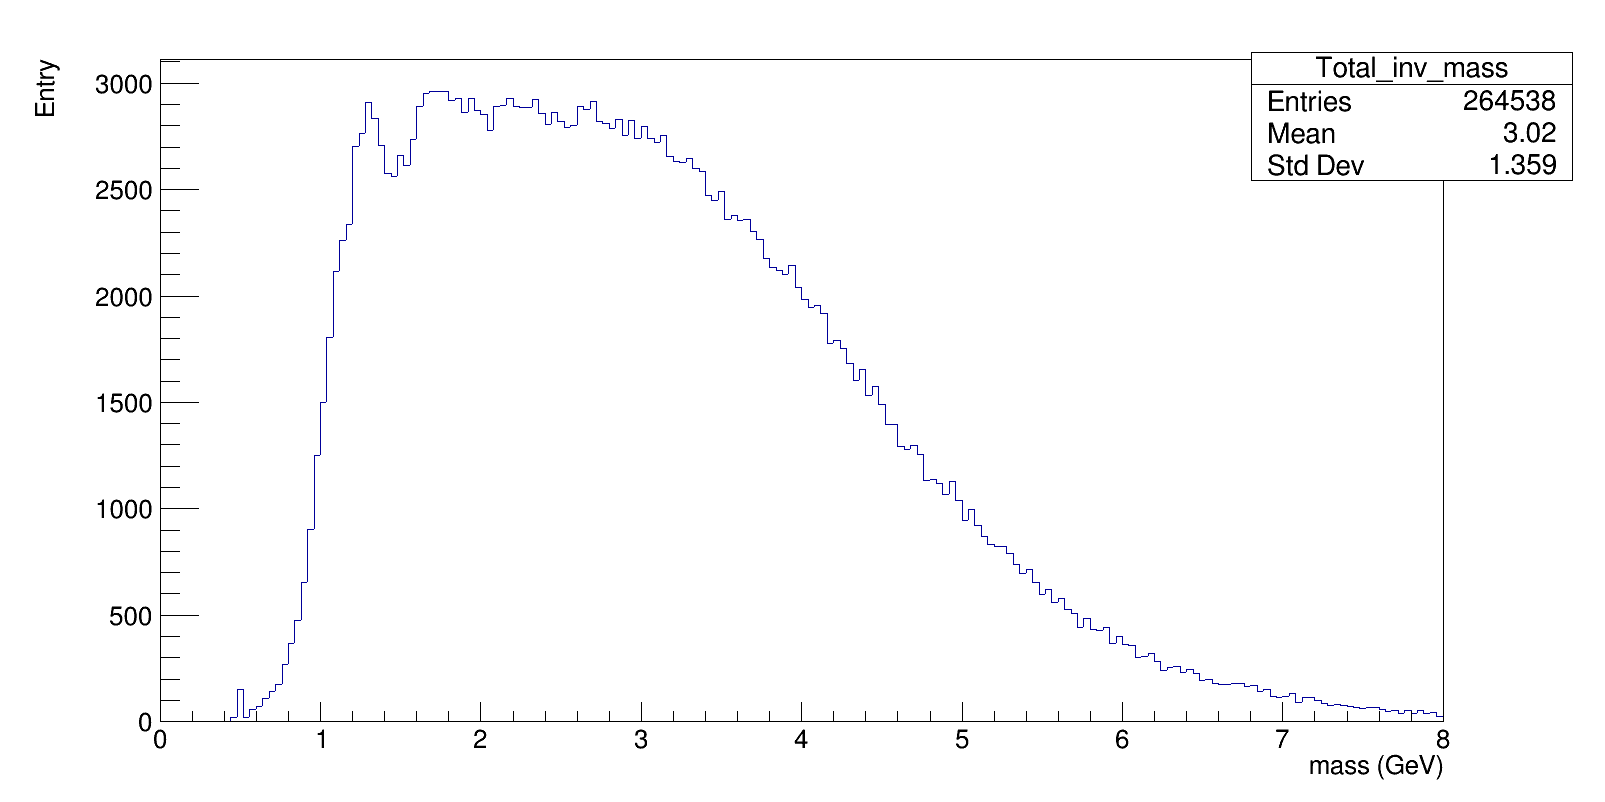 Entry
Total_inv_mass
Entries 264538
Mean 3.02
Std Dev 1.359
3000
2500
2000
1500
1000
500
0
0 1 2 3 4 5 6 7 8
mass (GeV)